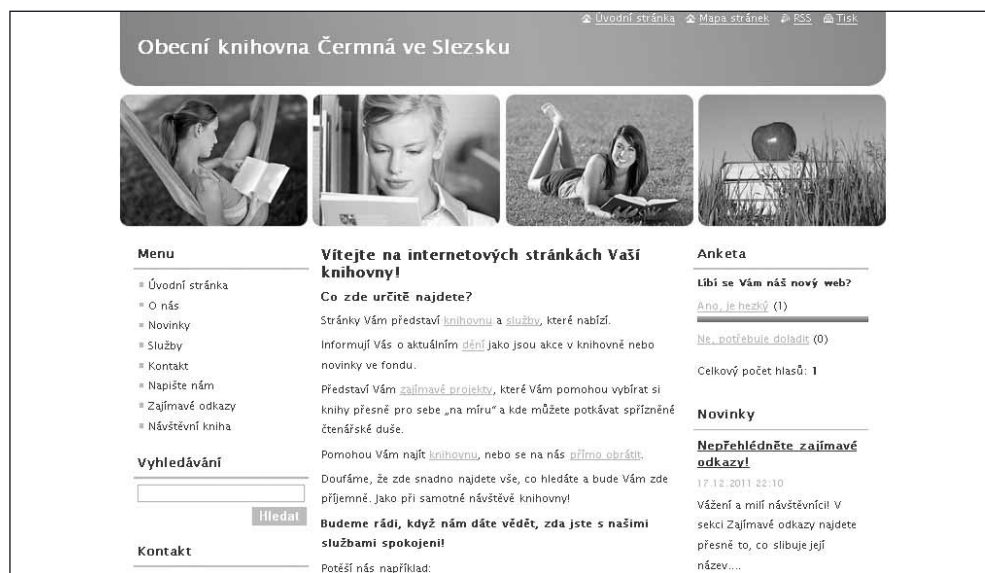 Úvodní stránka Mapa stránek RSS Tisk
Obecní knihovna Čermná ve Slezsku
Menu
Úvodní stránka
O nás
Novinky
Služby
Kontakt
Napište nám
Zajímavé odkazy
Návštěvní kniha
Vyhledávání
Hledat
Kontakt
Vítejte na internetových stránkách Vaší
knihovny!
Co zde určitě najdete?
Stránky Vám představí knihovnu a služby, které nabízí.
Informují Vás o aktuálním dění jako jsou akce v knihovně nebo
novinky ve fondu.
Představí Vám zajímavé projekty, které Vám pomohou vybírat si
knihy přesně pro sebe „na míru“ a kde můžete potkávat spřízněné
čtenářské duše.
Pomohou Vám najít knihovnu, nebo se na nás přímo obrátit.
Doufáme, že zde snadno najdete vše, co hledáte a bude Vám zde
příjemně. Jako při samotné návštěvě knihovny!
Budeme rádi, když nám dáte vědět, zda jste s našimi
službami spokojeni!
Potěší nás například:
Anketa
Líbí se Vám náš nový web?
Ano, je hezký (1)
Ne, potřebuje doladit (0)
Celkový počet hlasů: 1
Novinky
Nepřehlédněte zajímavé
odkazy!
17.12.2011 22:10
Vážení a milí návštěvníci! V
sekci Zajímavé odkazy najdete
přesně to, co slibuje její
název....